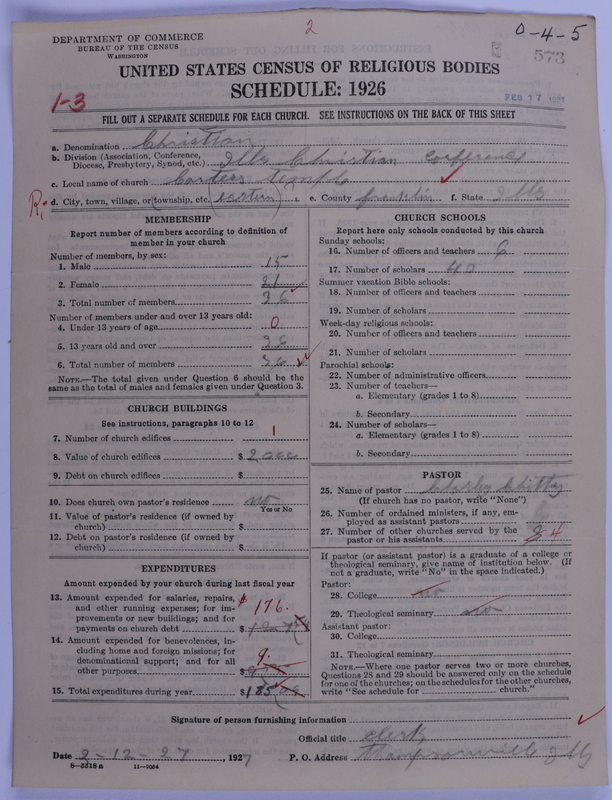 2
0-4-5
DEPARTMENT OF COMMERCE
BUREAU OF THE CENSUS
WASHINGTON
573
UNITED STATES CENSUS OF RELIGIOUS BODIES
SCHEDULE: 1926
FEB 17 1927
1-3
FILL OUT A SEPARATE SCHEDULE FOR EACH CHURCH. SEE INSTRUCTIONS ON THE BACK OF THIS SHEET
a. Denomination Christian
b. Division (Association, Conference, Diocese, Presbytery, Synod, etc.) Ills Christian Conference
c. Local name of church Carters temple
R. d. City, town, village, or (township, etc. (eastern) e. County franklin f. State Ills
MEMBERSHIP
Report number of members according to definition of member in your church
Number of members, by sex:
1. Male 15
2. Female 21
3. Total number of members 36
Number of members under and over 13 years old:
4. Under 13 years of age 0
5. 13 years old and over 36
6. Total number of members 36
NOTE.—The total given under Question 6 should be the same as the total of males and females given under Question 3.
CHURCH BUILDINGS
See instructions, paragraphs 10 to 12
7. Number of church edifices 1
8. Value of church edifices $ 2000
9. Debt on church edifices $
10. Does church own pastor's residence no
Yes or No
11. Value of pastor's residence (if owned by church) $
12. Debt on pastor's residence (if owned by church) $
EXPENDITURES
Amount expended by your church during last fiscal year
13. Amount expended for salaries, repairs, and other running expenses; for improvements or new buildings; and for payments on church debt $ 176.
14. Amount expended for benevolences, including home and foreign missions; for denominational support; and for all other purposes $ 9.
15. Total expenditures during year $ 185
CHURCH SCHOOLS
Report here only schools conducted by this church
Sunday schools:
16. Number of officers and teachers 6
17. Number of scholars 40
Summer vacation Bible schools:
18. Number of officers and teachers
19. Number of scholars
Week-day religious schools:
20. Number of officers and teachers
21. Number of scholars
Parochial schools:
22. Number of administrative officers
23. Number of teachers—
a. Elementary (grades 1 to 8)
b. Secondary
24. Number of scholars—
a. Elementary (grades 1 to 8)
b. Secondary
PASTOR
25. Name of pastor Charley Chitty
(If church has no pastor, write "None")
26. Number of ordained ministers, if any, employed as assistant pastors
27. Number of other churches served by the pastor or his assistants 3 4
If pastor (or assistant pastor) is a graduate of a college or theological seminary, give name of institution below. (If not a graduate, write "No" in the space indicated.)
Pastor:
28. College no
29. Theological seminary no
Assistant pastor:
30. College
31. Theological seminary
NOTE.—Where one pastor serves two or more churches, Questions 28 and 29 should be answered only on the schedule for one of the churches; on the schedules for the other churches, write "See schedule for church."
Signature of person furnishing information
Official title clerk
Date 2-12-27, 1927 P. O. Address Thompsonville Ills
8-5518a 11-9054